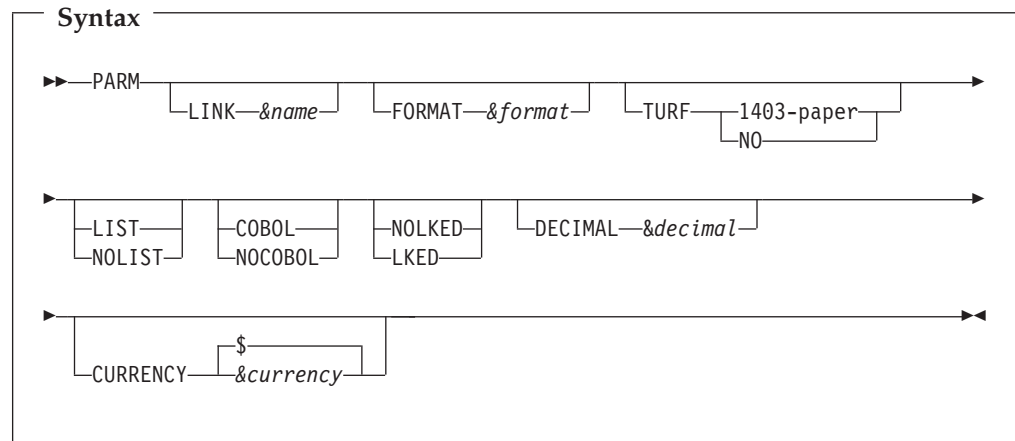 Syntax
PARM LINK &name FORMAT &format TURF 1403-paper
NO
LIST COBOL NOLKED DECIMAL &decimal
NOLIST NOCOBOL LKED
$
CURRENCY &currency